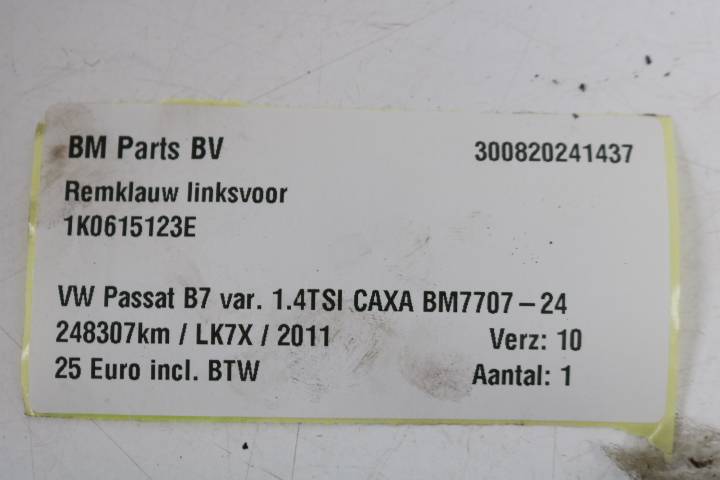 BM Parts BV 300820241437
Remklauw linksvoor
1K0615123E
VW Passat B7 var. 1.4TSI CAXA BM7707-24
248307km / LK7X / 2011 Verz: 10
25 Euro incl. BTW Aantal: 1